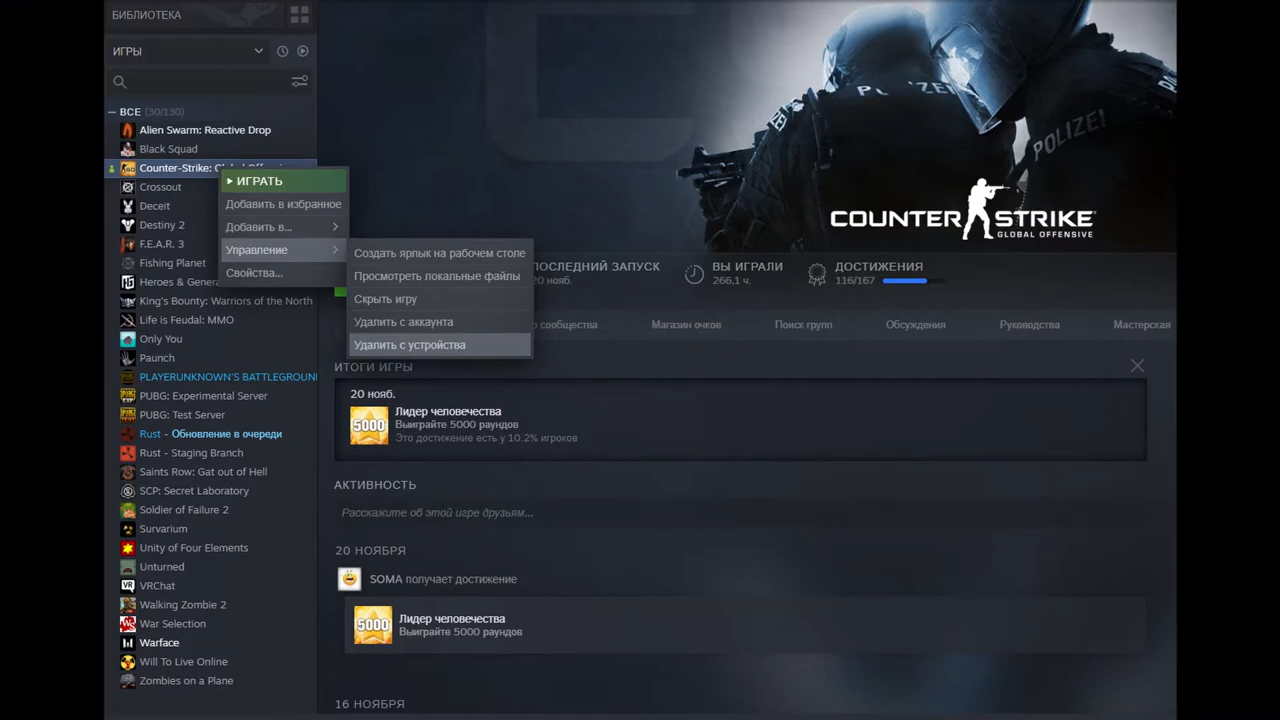 БИБЛИОТЕКА
ИГРЫ
ВСЕ (30/130)
Alien Swarm: Reactive Drop
Black Squad
Counter-Strike:
Crossout
Deceit
Destiny 2
F.E.A.R. 3
Fishing Planet
Heroes & Genera
King's Bounty: Warriors of the North
Life is Feudal: MMO
Only You
Paunch
PLAYERUNKNOWN'S BATTLEGROUN
PUBG: Experimental Server
PUBG: Test Server
Rust - Обновление в очереди
Rust - Staging Branch
Saints Row: Gat out of Hell
SCP: Secret Laboratory
Soldier of Failure 2
Survarium
Unity of Four Elements
Unturned
VRChat
Walking Zombie 2
War Selection
Warface
Will To Live Online
Zombies on a Plane
ИГРАТЬ
Добавить в избранное
Добавить в...
Управление
Свойства...
Создать ярлык на рабочем столе
Просмотреть локальные файлы
Скрыть игру
Удалить с аккаунта
Удалить с устройства
POLIZEI
COUNTER STRIKE
GLOBAL OFFENSIVE
ПОСЛЕДНИЙ ЗАПУСК
20 нояб.
ВЫ ИГРАЛИ
266,1 ч.
ДОСТИЖЕНИЯ
116/167
р сообщества
Магазин очков
Поиск групп
Обсуждения
Руководства
Мастерская
ИТОГИ ИГРЫ
20 нояб.
5000
Лидер человечества
Выиграйте 5000 раундов
Это достижение есть у 10.2% игроков
АКТИВНОСТЬ
Расскажите об этой игре друзьям...
20 НОЯБРЯ
SOMA получает достижение
5000
Лидер человечества
Выиграйте 5000 раундов
16 НОЯБРЯ